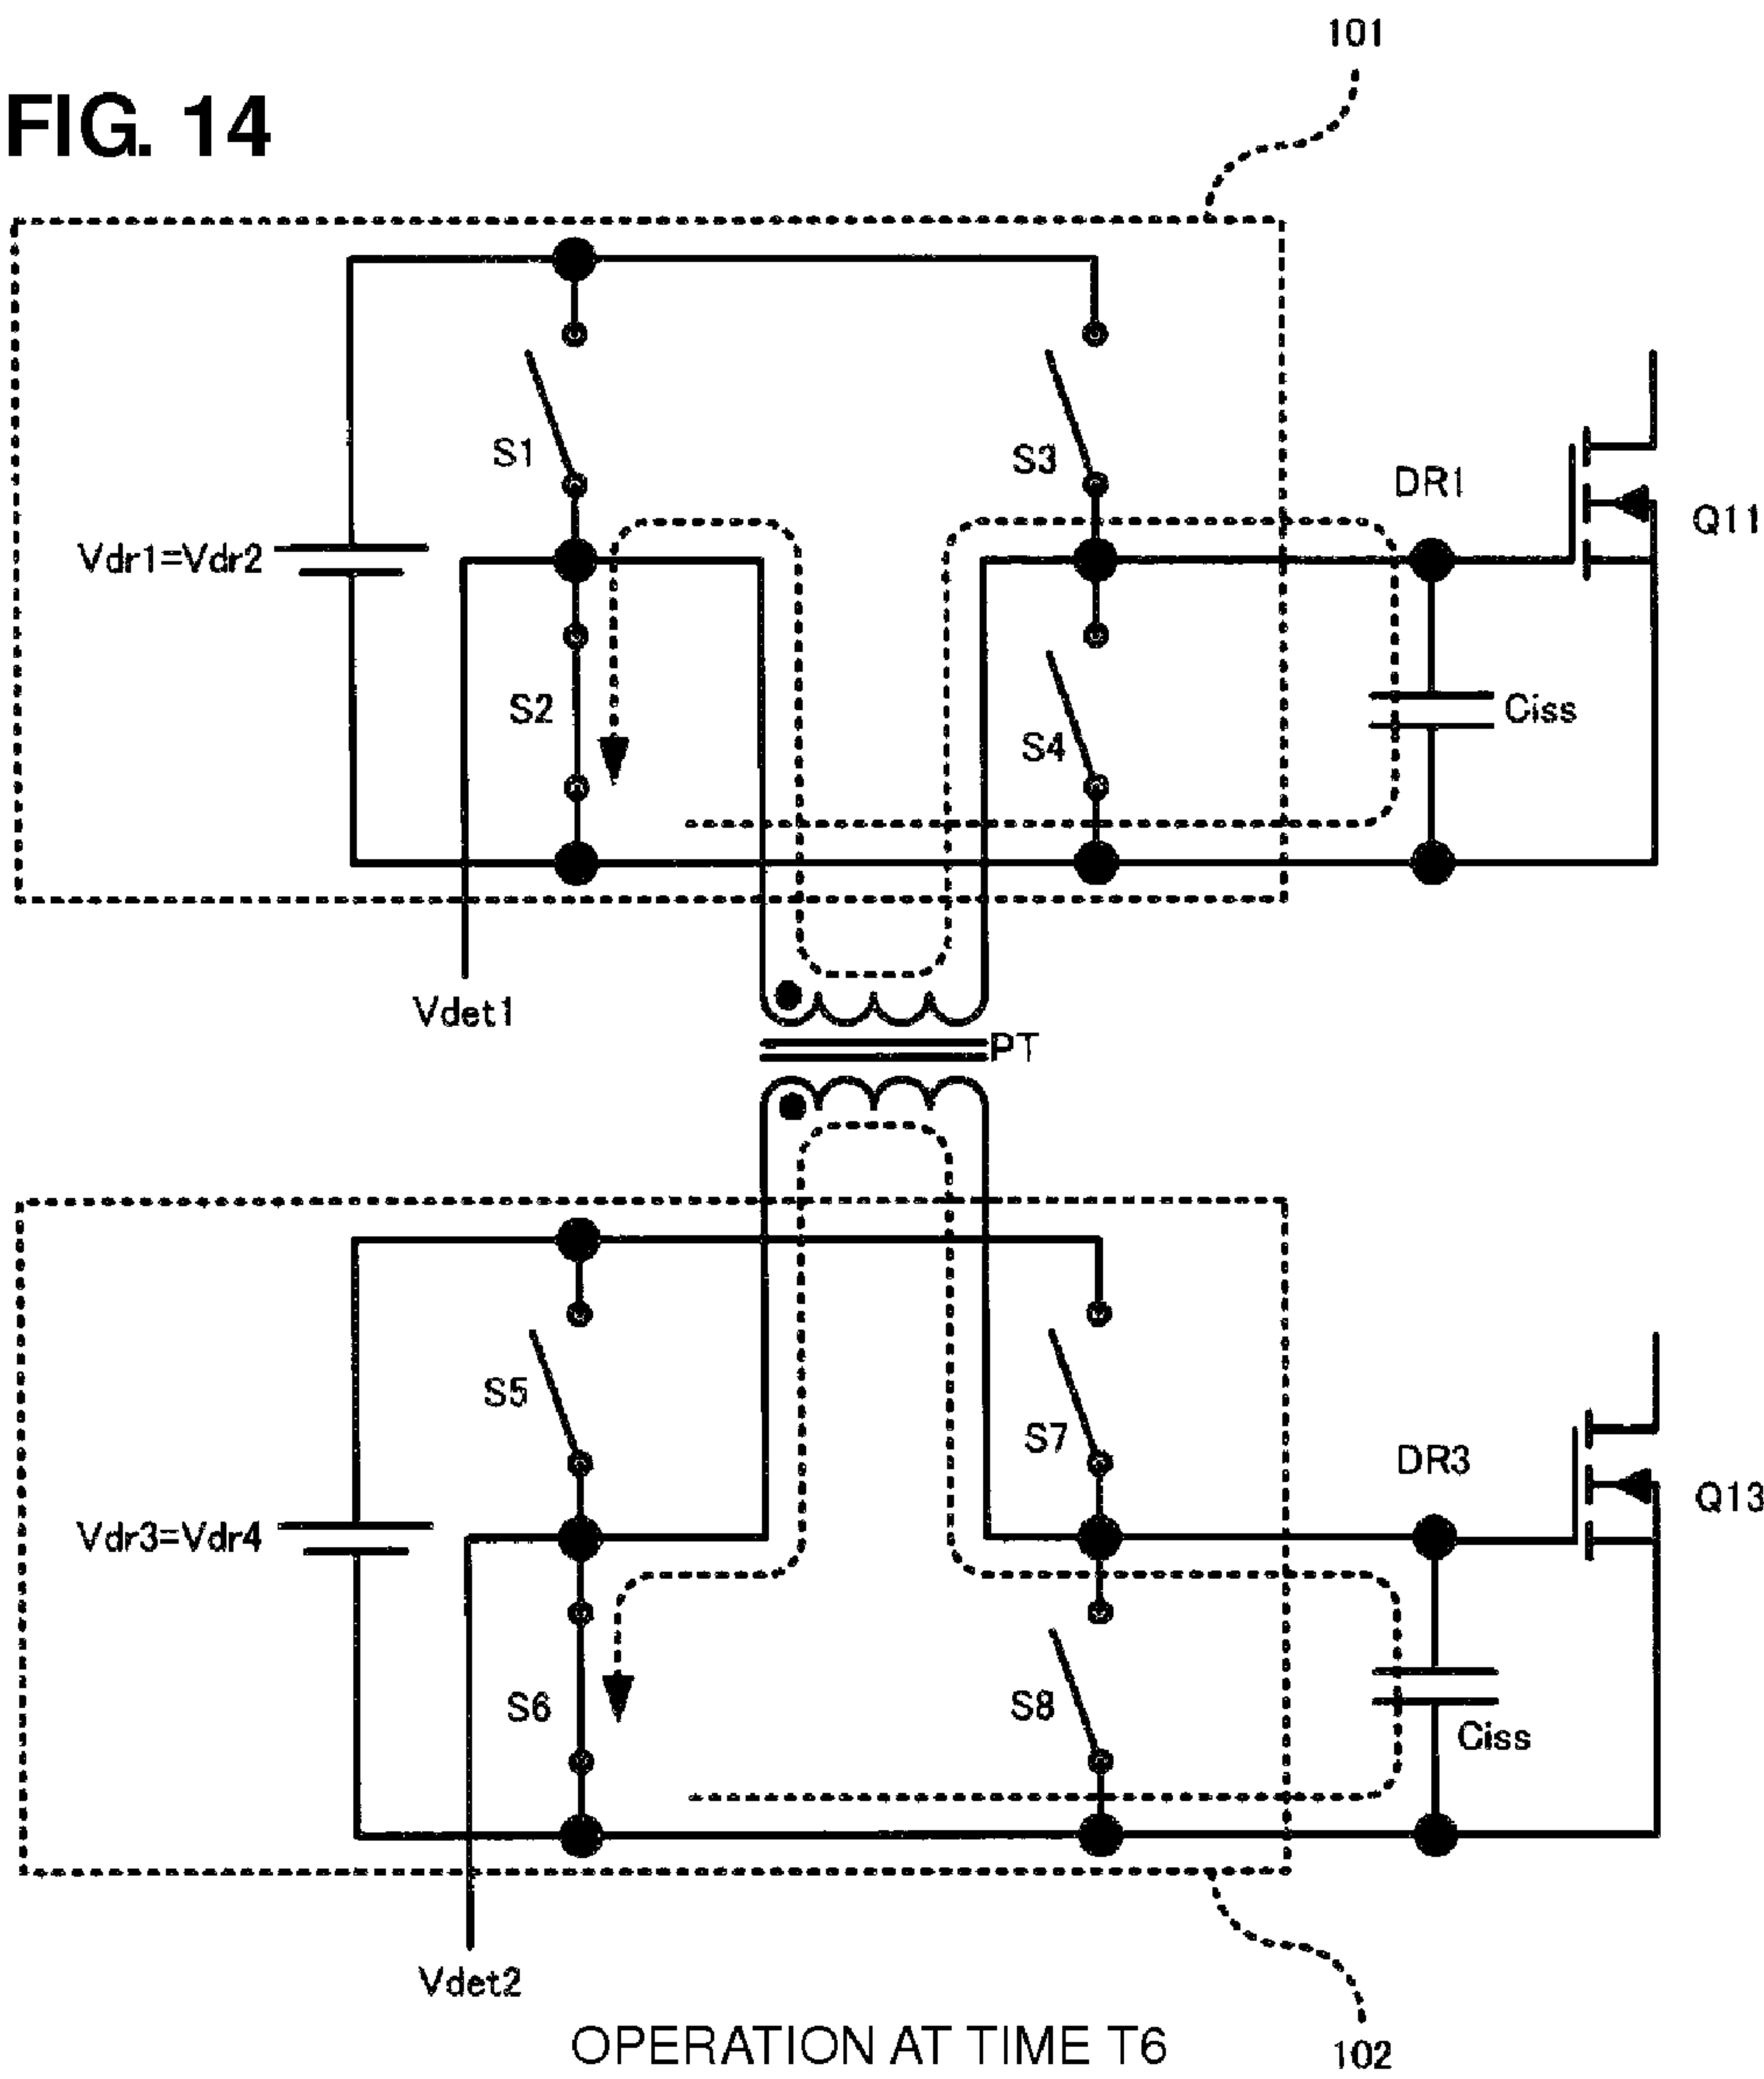 101
FIG. 14
S1
S3
DR1
Q11
Vdr1=Vdr2
S2
S4
Ciss
Vdet1
PT
S5
S7
DR3
Q13
Vdr3=Vdr4
S6
S8
Ciss
Vdet2
OPERATION AT TIME T6
102